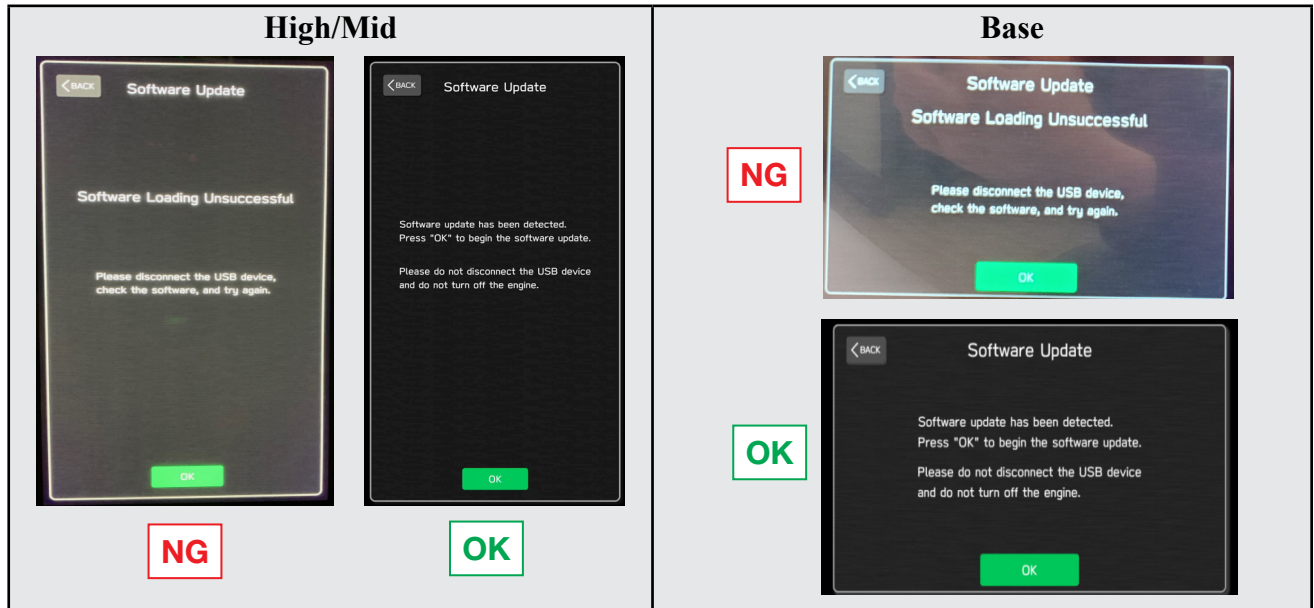 High/Mid
BACK
Software Update
Software Loading Unsuccessful
Please disconnect the USB device,
check the software, and try again.
OK
NG
BACK
Software Update
Software update has been detected.
Press "OK" to begin the software update.
Please do not disconnect the USB device
and do not turn off the engine.
OK
OK
Base
NG
BACK
Software Update
Software Loading Unsuccessful
Please disconnect the USB device,
check the software, and try again.
OK
OK
BACK
Software Update
Software update has been detected.
Press "OK" to begin the software update.
Please do not disconnect the USB device
and do not turn off the engine.
OK